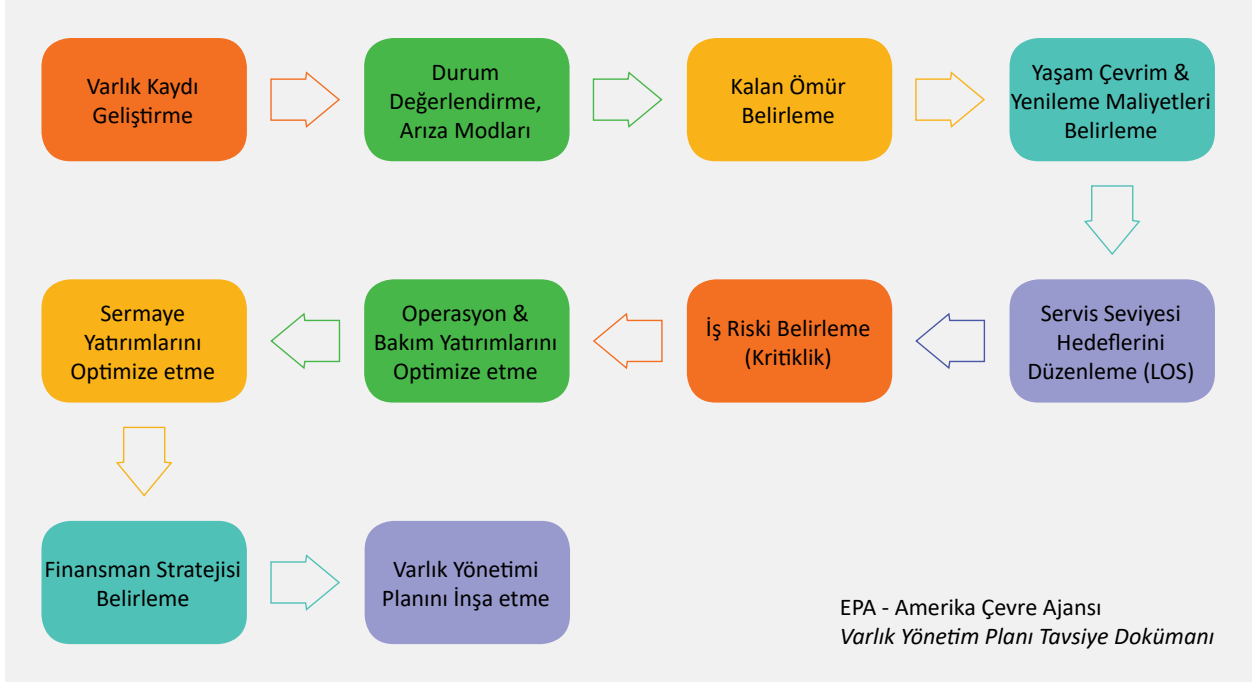 Varlık Kaydı
Geliştirme
Durum
Değerlendirme,
Arıza Modları
Kalan Ömür
Belirleme
Yaşam Çevrim &
Yenileme Maliyetleri
Belirleme
Servis Seviyesi
Hedeflerini
Düzenleme (LOS)
İş Riski Belirleme
(Kritiklik)
Operasyon &
Bakım Yatırımlarını
Optimize etme
Sermaye
Yatırımlarını
Optimize etme
Finansman Stratejisi
Belirleme
Varlık Yönetimi
Planını İnşa etme
EPA - Amerika Çevre Ajansı
Varlık Yönetim Planı Tavsiye Dokümanı